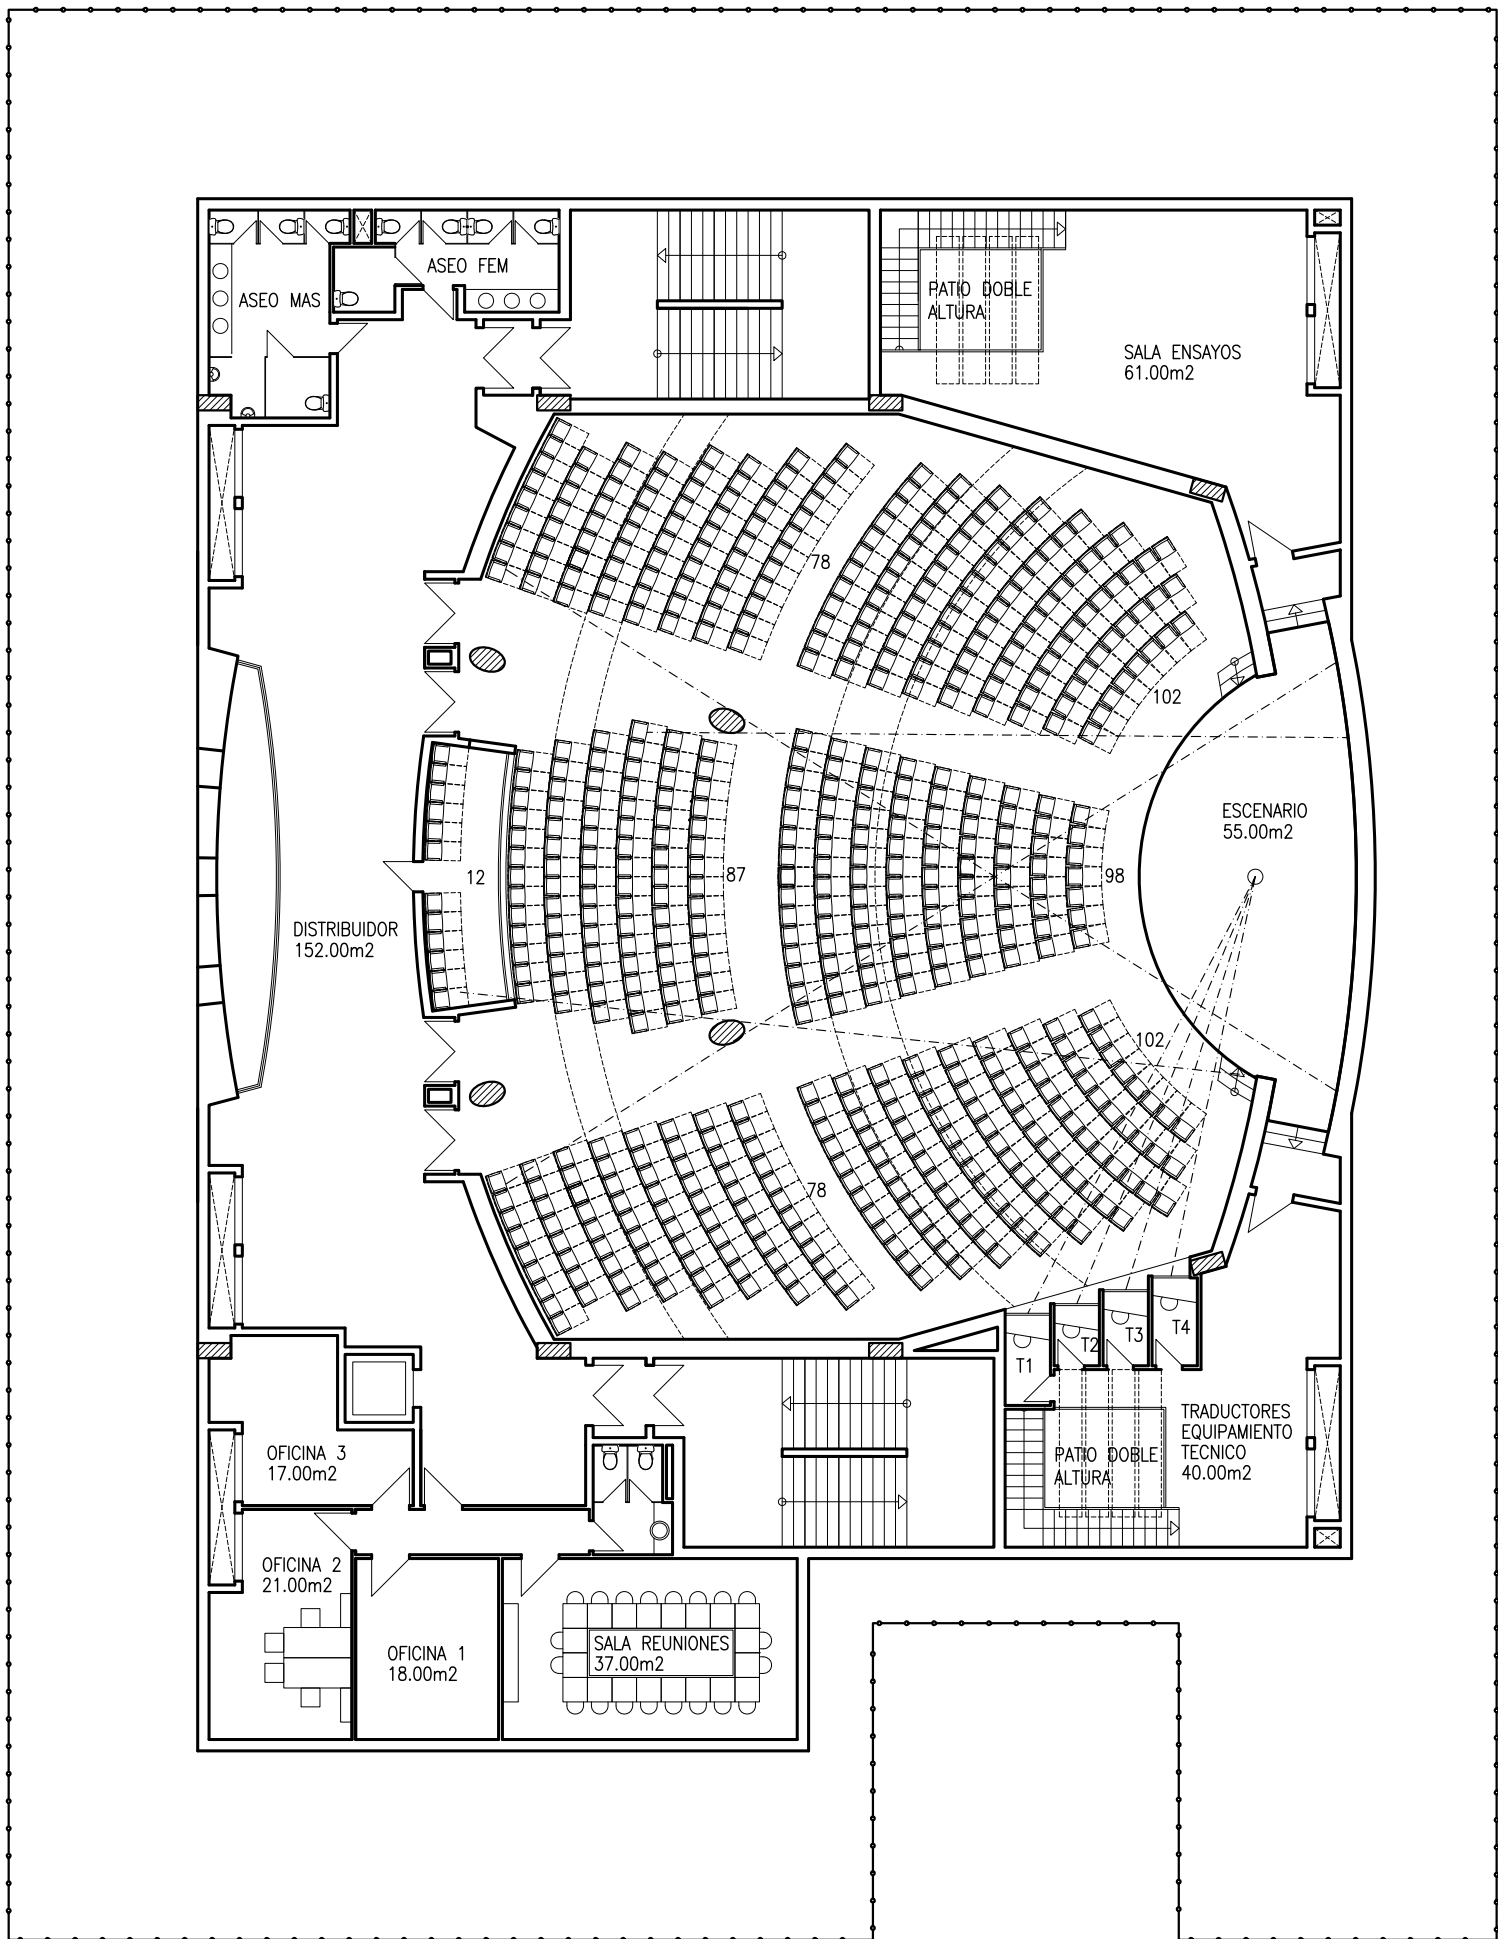 ASEO FEM
ASEO MAS
PATIO DOBLE
ALTURA
SALA ENSAYOS
61.00m2
78
102
ESCENARIO
55.00m2
12
87
98
DISTRIBUIDOR
152.00m2
102
78
T1
T2
T3
T4
TRADUCTORES
EQUIPAMIENTO
TECNICO
40.00m2
PATIO DOBLE
ALTURA
OFICINA 3
17.00m2
OFICINA 2
21.00m2
OFICINA 1
18.00m2
SALA REUNIONES
37.00m2